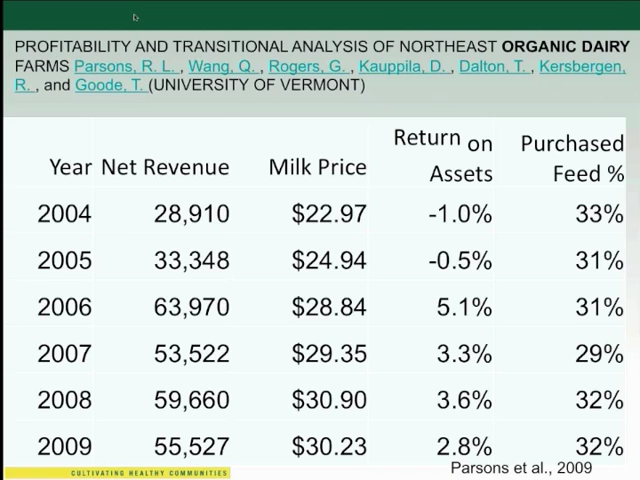 PROFITABILITY AND TRANSITIONAL ANALYSIS OF NORTHEAST ORGANIC DAIRY
FARMS Parsons, R. L. , Wang, Q. , Rogers, G. , Kauppila, D. , Dalton, T. , Kersbergen,
R. , and Goode, T. (UNIVERSITY OF VERMONT)
Year Net Revenue Milk Price Return on Assets Purchased Feed %
2004 28,910 $22.97 -1.0% 33%
2005 33,348 $24.94 -0.5% 31%
2006 63,970 $28.84 5.1% 31%
2007 53,522 $29.35 3.3% 29%
2008 59,660 $30.90 3.6% 32%
2009 55,527 $30.23 2.8% 32%
Parsons et al., 2009
CULTIVATING HEALTHY COMMUNITIES